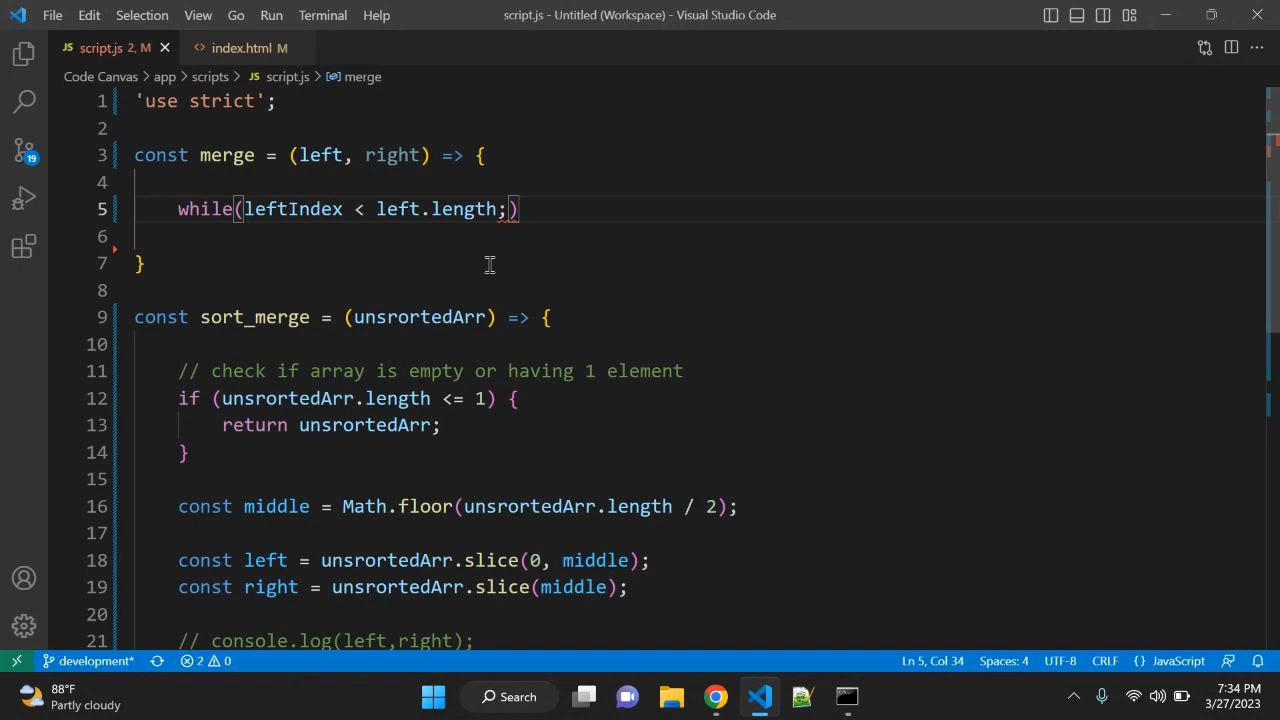 File Edit Selection View Go Run Terminal Help script.js - Untitled (Workspace) - Visual Studio Code
JS script.js 2, M index.html M
Code Canvas > app > scripts > JS script.js > merge
1 'use strict';
2
3 const merge = (left, right) => {
4
5 while(leftIndex < left.length;)
6
7 }
8
9 const sort_merge = (unsrortedArr) => {
10
11 // check if array is empty or having 1 element
12 if (unsrortedArr.length <= 1) {
13 return unsrortedArr;
14 }
15
16 const middle = Math.floor(unsrortedArr.length / 2);
17
18 const left = unsrortedArr.slice(0, middle);
19 const right = unsrortedArr.slice(middle);
20
21 // console.log(left,right);
19
development* 2 0 Ln 5, Col 34 Spaces: 4 UTF-8 CRLF {} JavaScript
88°F
Partly cloudy
Search
7:34 PM
3/27/2023